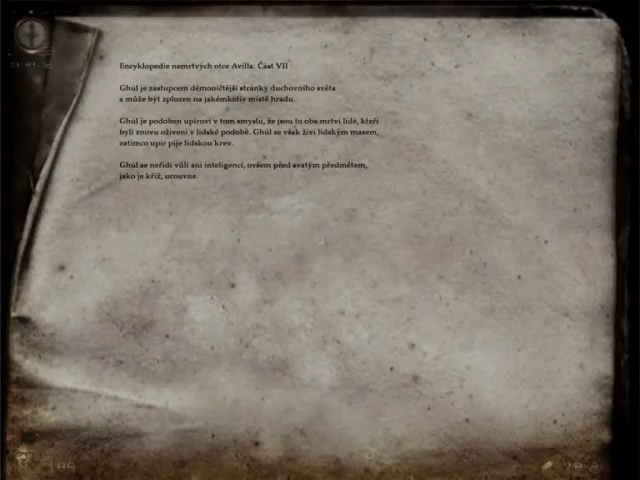 Encyklopedie nemrtvých otce Avilla: Část VII
Ghúl je zástupcem démoničtější stránky duchovního světa
a může být zplozen na jakémkoliv místě hradu.
Ghúl je podoben upírovi v tom smyslu, že jsou to oba mrtví lidé, kteří
byli znovu oživeni v lidské podobě. Ghúl se však živí lidským masem,
zatímco upír pije lidskou krev.
Ghúl se neřídí vůlí ani inteligencí, ovšem před svatým předmětem,
jako je kříž, ucouvne.